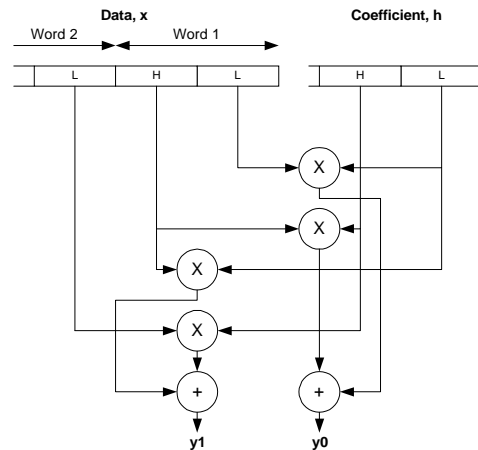 Data, x Coefficient, h
Word 2 Word 1
L H L H L
X
X
X
X
+ +
y1 y0